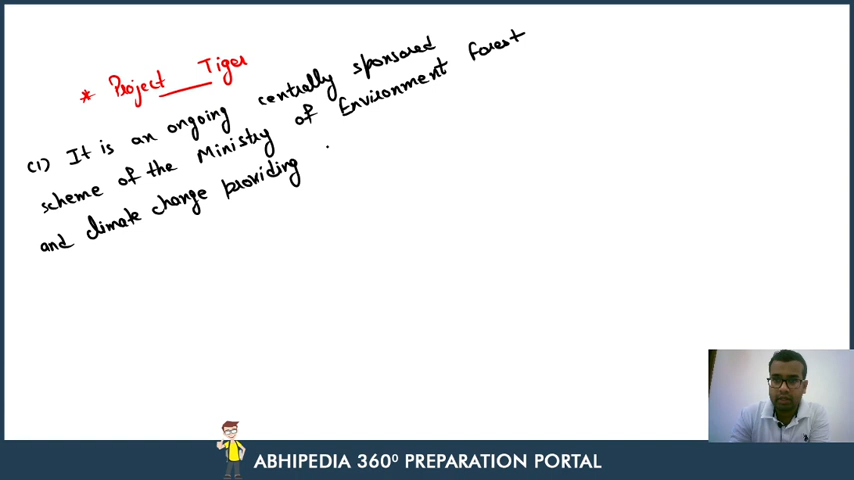 * Project Tiger
(1) It is an ongoing centrally sponsored
scheme of the Ministry of Environment Forest
and climate change providing
ABHIPEDIA 360⁰ PREPARATION PORTAL